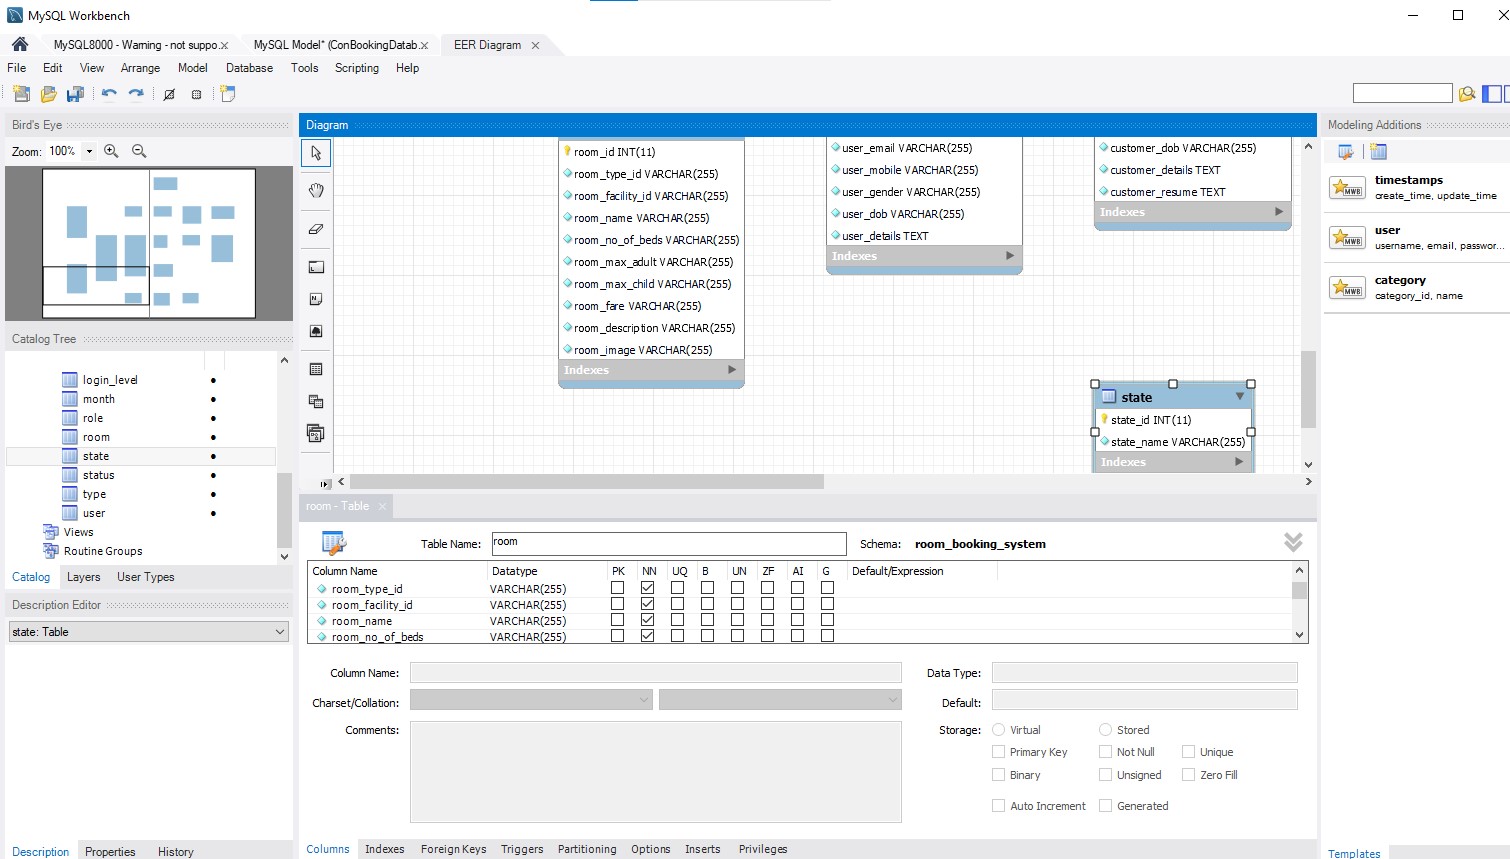 MySQL Workbench
MySQL8000 - Warning - not suppo.
MySQL Model* (ConBookingDatab.
EER Diagram
File Edit View Arrange Model Database Tools Scripting Help
Bird's Eye
Zoom: 100%
Catalog Tree
login_level
month
role
room
state
status
type
user
Views
Routine Groups
Catalog Layers User Types
Description Editor
state: Table
Description Properties History
Diagram
room_id INT(11)
room_type_id VARCHAR(255)
room_facility_id VARCHAR(255)
room_name VARCHAR(255)
room_no_of_beds VARCHAR(255)
room_max_adult VARCHAR(255)
room_max_child VARCHAR(255)
room_fare VARCHAR(255)
room_description VARCHAR(255)
room_image VARCHAR(255)
Indexes
user_email VARCHAR(255)
user_mobile VARCHAR(255)
user_gender VARCHAR(255)
user_dob VARCHAR(255)
user_details TEXT
Indexes
customer_dob VARCHAR(255)
customer_details TEXT
customer_resume TEXT
Indexes
state
state_id INT(11)
state_name VARCHAR(255)
Indexes
room - Table
Table Name: room Schema: room_booking_system
Column Name Datatype PK NN UQ B UN ZF AI G Default/Expression
room_type_id VARCHAR(255)
room_facility_id VARCHAR(255)
room_name VARCHAR(255)
room_no_of_beds VARCHAR(255)
Column Name: Data Type:
Charset/Collation: Default:
Comments: Storage: Virtual Stored
Primary Key Not Null Unique
Binary Unsigned Zero Fill
Auto Increment Generated
Columns Indexes Foreign Keys Triggers Partitioning Options Inserts Privileges
Modeling Additions
MWB
timestamps
create_time, update_time
MWB
user
username, email, passwor...
MWB
category
category_id, name
Templates